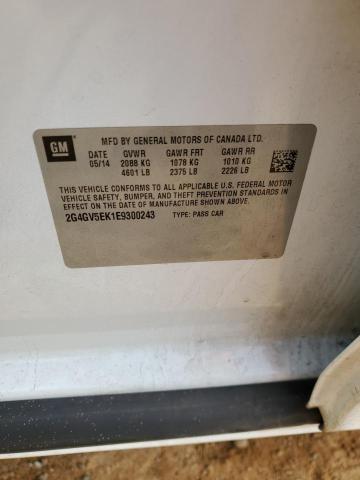 GM
MFD BY GENERAL MOTORS OF CANADA LTD.
DATE GVWR GAWR FRT GAWR RR
05/14 2088 KG 1078 KG 1010 KG
4601 LB 2375 LB 2226 LB
THIS VEHICLE CONFORMS TO ALL APPLICABLE U.S. FEDERAL MOTOR
VEHICLE SAFETY, BUMPER, AND THEFT PREVENTION STANDARDS IN
EFFECT ON THE DATE OF MANUFACTURE SHOWN ABOVE.
2G4GV5EK1E9300243 TYPE: PASS CAR